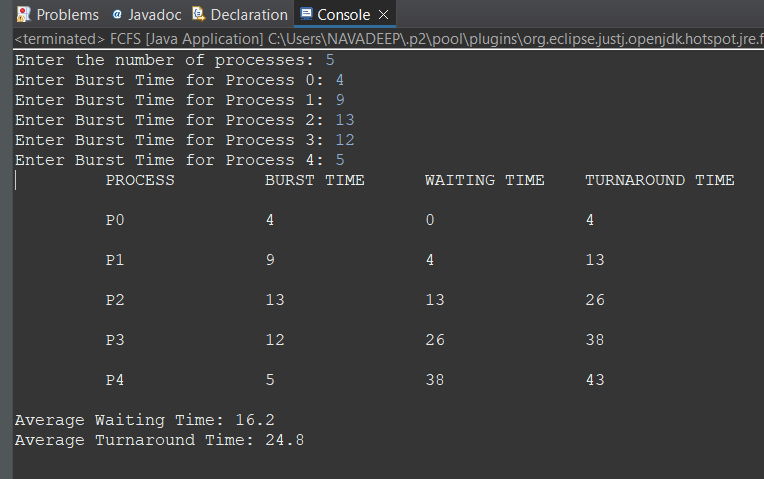 Problems Javadoc Declaration Console
<terminated> FCFS [Java Application] C:\Users\NAVADEEP\.p2\pool\plugins\org.eclipse.justj.openjdk.hotspot.jre.f
Enter the number of processes: 5
Enter Burst Time for Process 0: 4
Enter Burst Time for Process 1: 9
Enter Burst Time for Process 2: 13
Enter Burst Time for Process 3: 12
Enter Burst Time for Process 4: 5
PROCESS BURST TIME WAITING TIME TURNAROUND TIME
P0 4 0 4
P1 9 4 13
P2 13 13 26
P3 12 26 38
P4 5 38 43
Average Waiting Time: 16.2
Average Turnaround Time: 24.8